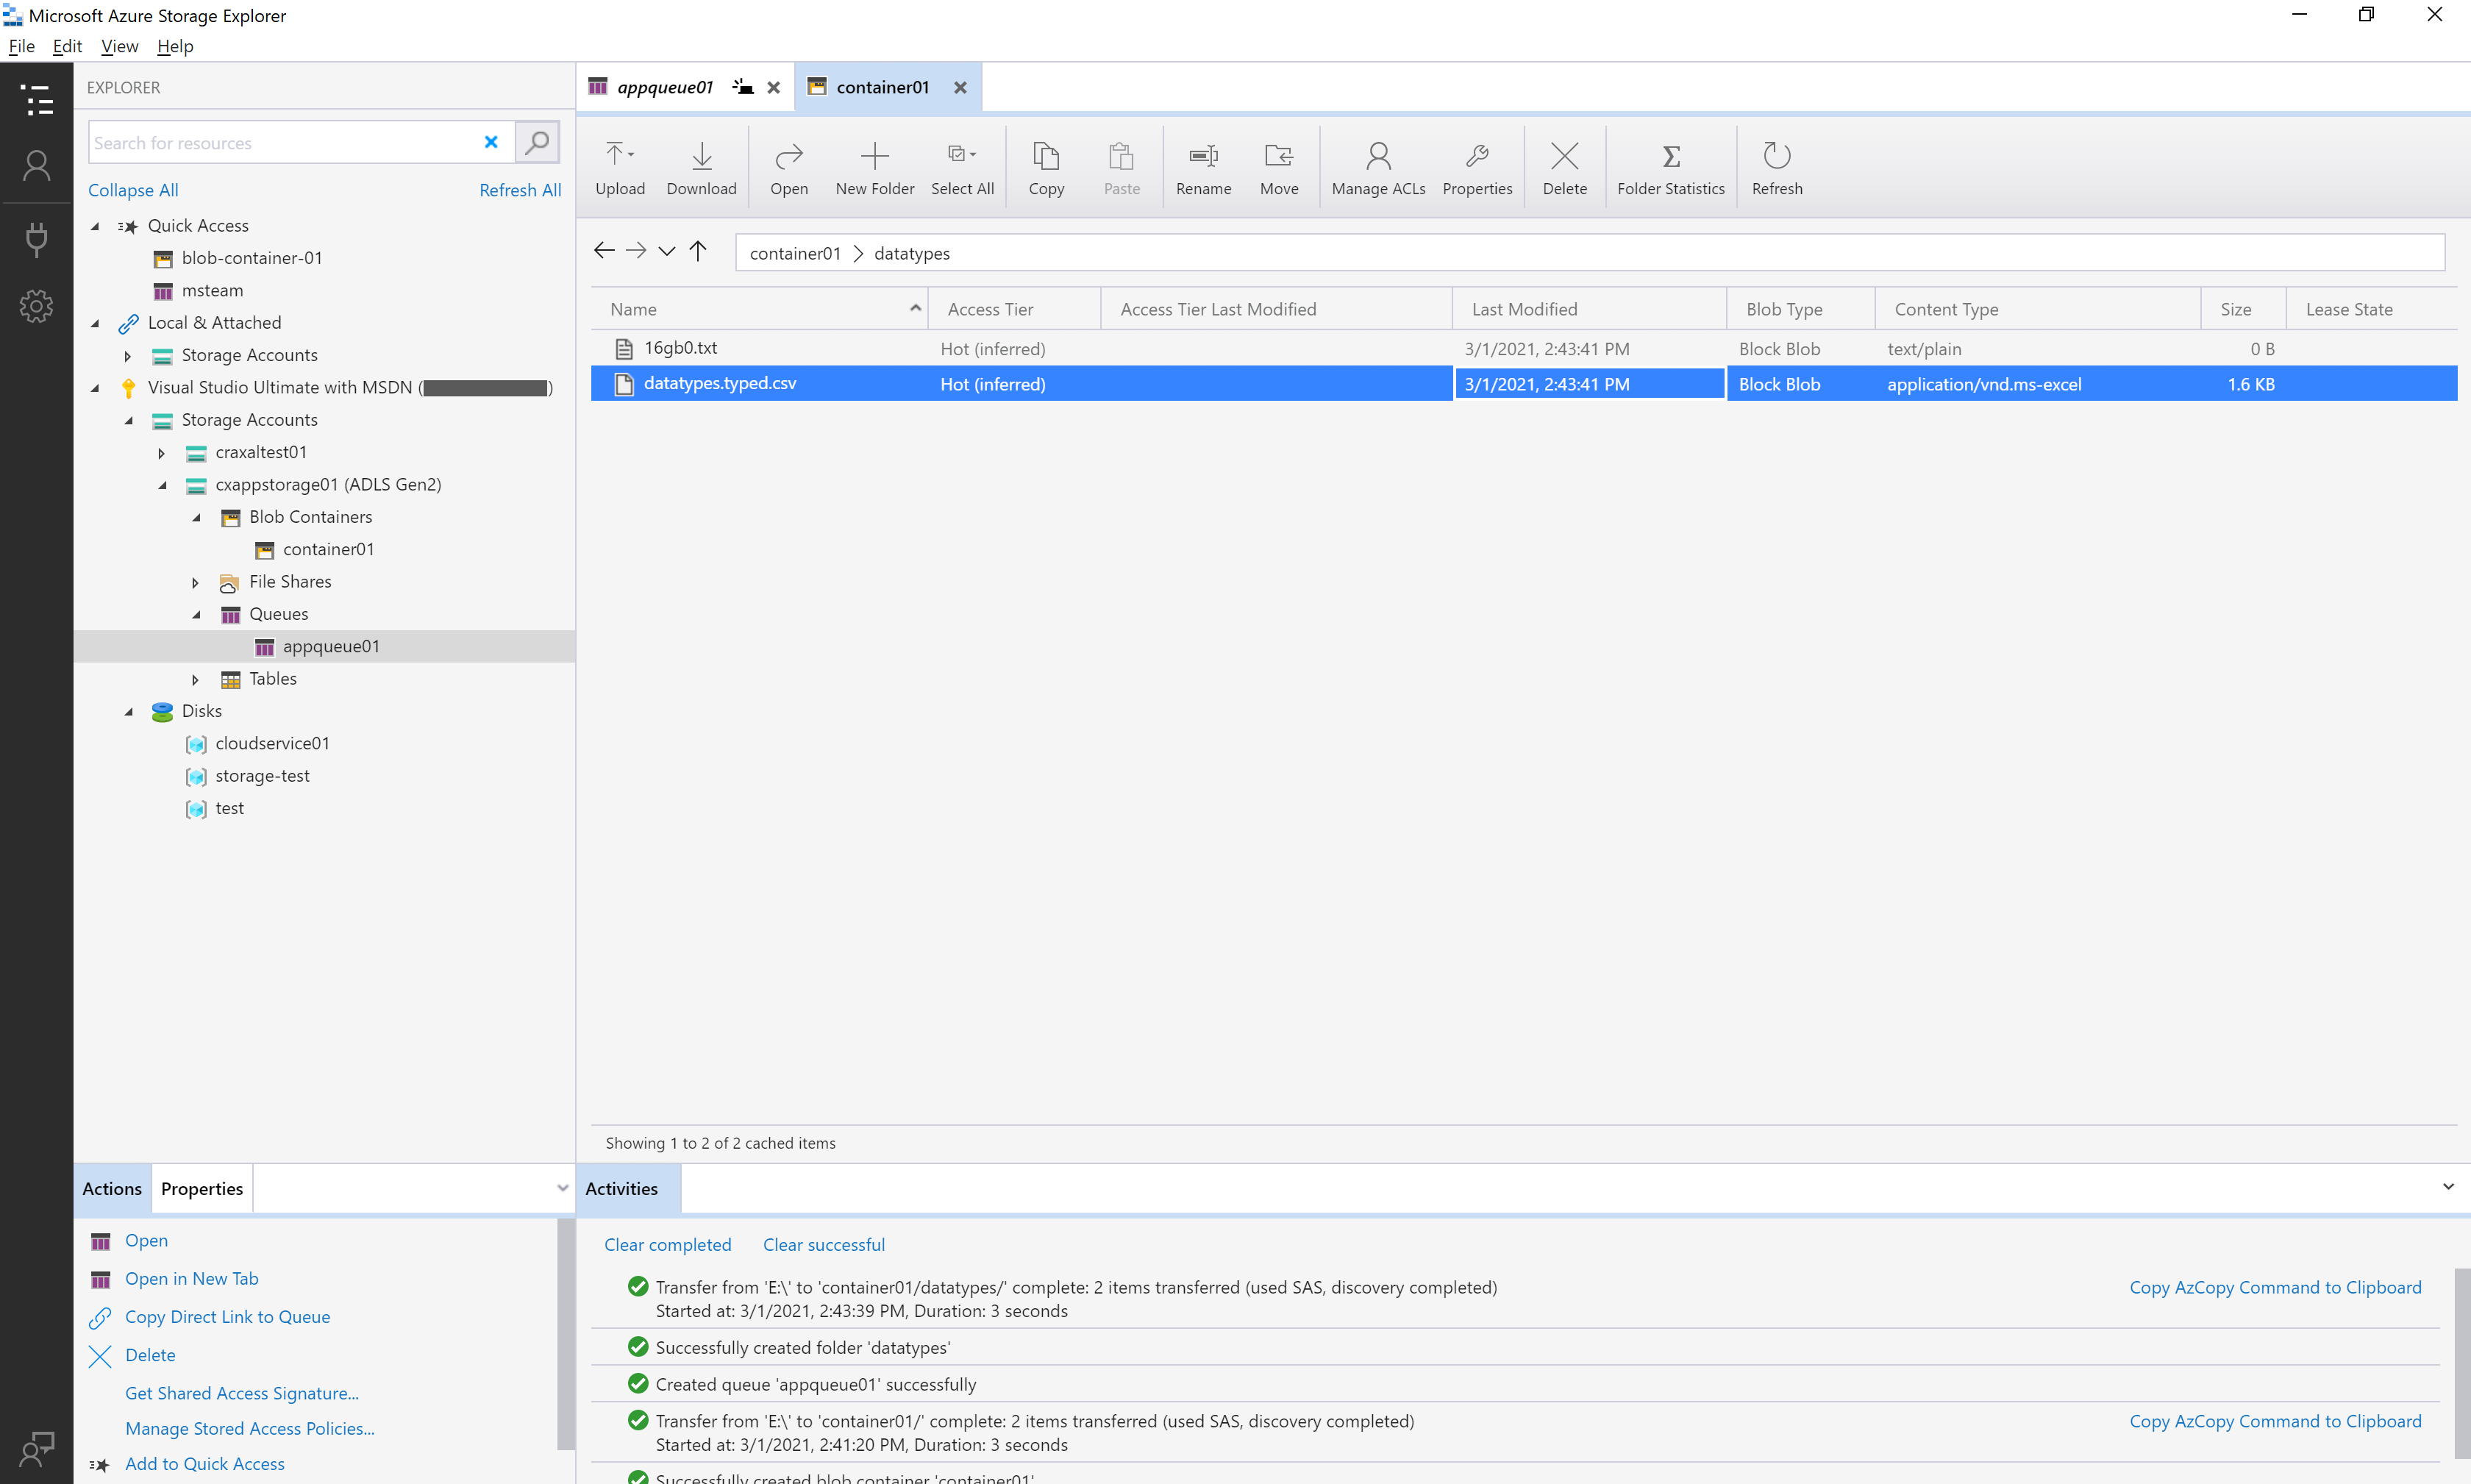 Microsoft Azure Storage Explorer
File Edit View Help
EXPLORER
Search for resources
Collapse All Refresh All
Quick Access
blob-container-01
msteam
Local & Attached
Storage Accounts
Visual Studio Ultimate with MSDN ( )
Storage Accounts
craxaltest01
cxappstorage01 (ADLS Gen2)
Blob Containers
container01
File Shares
Queues
appqueue01
Tables
Disks
cloudservice01
storage-test
test
Actions Properties
Open
Open in New Tab
Copy Direct Link to Queue
Delete
Get Shared Access Signature...
Manage Stored Access Policies...
Add to Quick Access
appqueue01 container01
Upload Download Open New Folder Select All Copy Paste Rename Move Manage ACLs Properties Delete Folder Statistics Refresh
container01 > datatypes
Name Access Tier Access Tier Last Modified Last Modified Blob Type Content Type Size Lease State
16gb0.txt Hot (inferred) 3/1/2021, 2:43:41 PM Block Blob text/plain 0 B
datatypes.typed.csv Hot (inferred) 3/1/2021, 2:43:41 PM Block Blob application/vnd.ms-excel 1.6 KB
Showing 1 to 2 of 2 cached items
Activities
Clear completed Clear successful
Transfer from 'E:\' to 'container01/datatypes/' complete: 2 items transferred (used SAS, discovery completed) Copy AzCopy Command to Clipboard
Started at: 3/1/2021, 2:43:39 PM, Duration: 3 seconds
Successfully created folder 'datatypes'
Created queue 'appqueue01' successfully
Transfer from 'E:\' to 'container01/' complete: 2 items transferred (used SAS, discovery completed) Copy AzCopy Command to Clipboard
Started at: 3/1/2021, 2:41:20 PM, Duration: 3 seconds
Successfully created blob container 'container01'